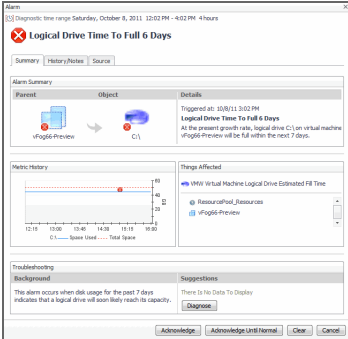 Alarm
Diagnostic time range Saturday, October 8, 2011 12:02 PM - 4:02 PM 4 hours
Logical Drive Time To Full 6 Days
Summary History/Notes Source
Alarm Summary
Parent Object Details
vFog66-Preview
C:\
Triggered at: 10/8/11 3:02 PM
Logical Drive Time To Full 6 Days
At the present growth rate, logical drive C:\ on virtual machine
vFog66-Preview will be full within the next 7 days.
Metric History
60
40
20
0
GB
12:15 13:00 13:45 14:30 15:15 16:00
C:\ Space Used Total Space
Things Affected
VMW Virtual Machine Logical Drive Estimated Fill Time
ResourcePool_Resources
vFog66-Preview
Troubleshooting
Background Suggestions
This alarm occurs when disk usage for the past 7 days
indicates that a logical drive will soon likely reach its capacity.
There Is No Data To Display
Diagnose
Acknowledge Acknowledge Until Normal Clear Cancel